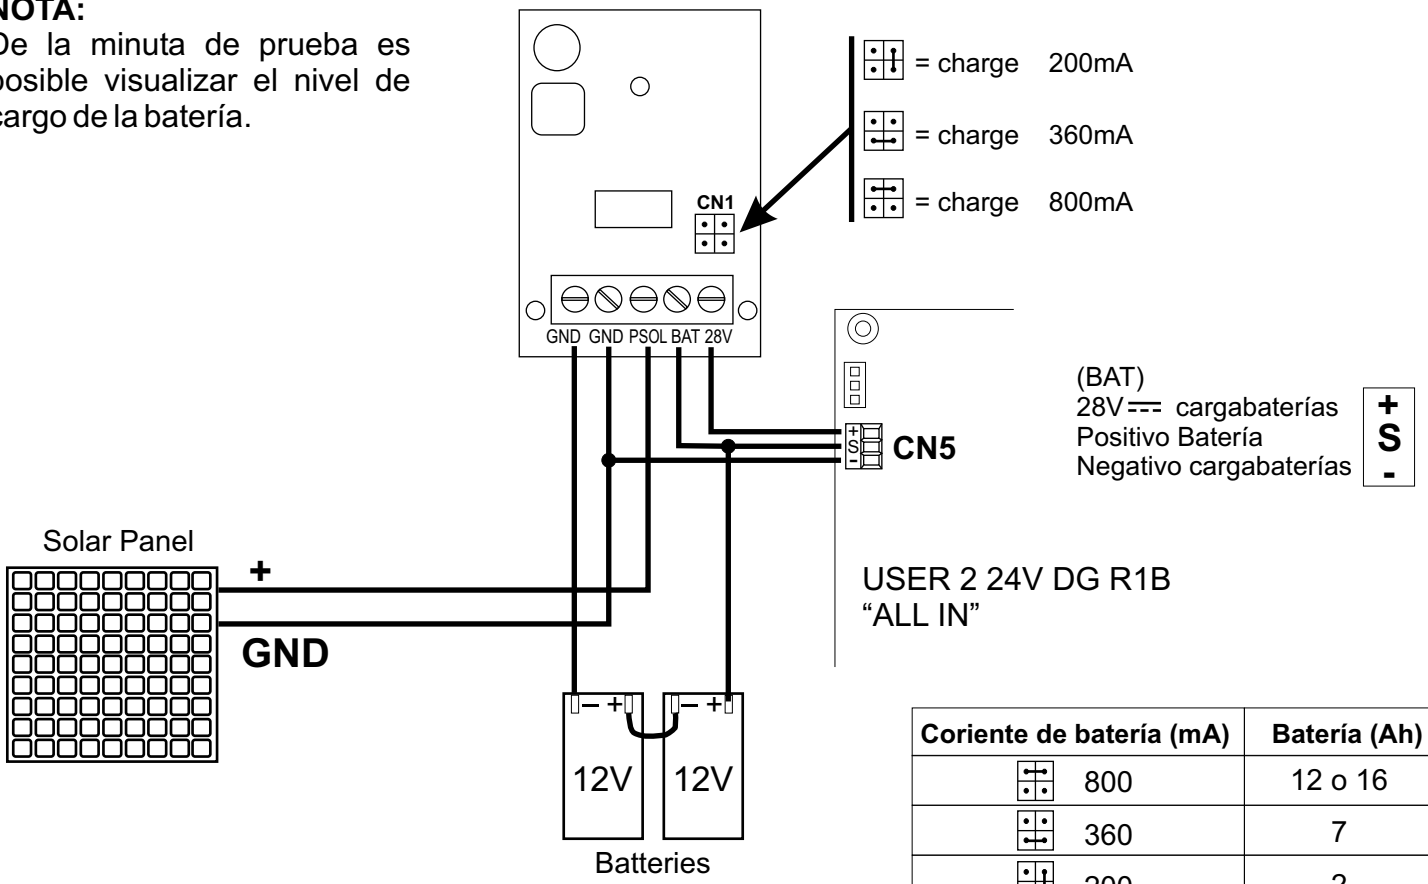 NOTA:
De la minuta de prueba es
posible visualizar el nivel de
cargo de la batería.
= charge 200mA
= charge 360mA
= charge 800mA
CN1
GND GND PSOL BAT 28V
+
S
-
CN5
(BAT)
28V cargabaterías
Positivo Batería
Negativo cargabaterías
+
S
-
Solar Panel
+
GND
USER 2 24V DG R1B
“ALL IN”
– + – +
12V 12V
Batteries
Coriente de batería (mA) Batería (Ah)
800 12 o 16
360 7
200 2